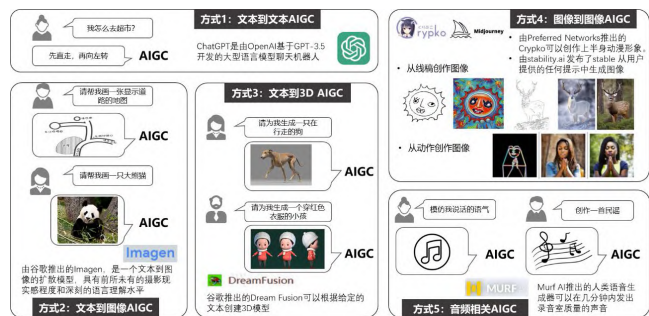 方式1：文本到文本AIGC
我怎么去超市？
先直走，再向左转
AIGC
ChatGPT是由OpenAI基于GPT-3.5
开发的大型语言模型聊天机器人
请帮我画一张显示道
路的地图
AIGC
请帮我画一只大熊猫
AIGC
Imagen
由谷歌推出的Imagen，是一个文本到图
像的扩散模型，具有前所未有的摄影现
实感程度和深刻的语言理解水平
方式2：文本到图像AIGC
方式3：文本到3D AIGC
请为我生成一只在
行走的狗
AIGC
请为我生成一个穿红色
衣服的小孩
AIGC
DreamFusion
谷歌推出的Dream Fusion可以根据给定的
文本创建3D模型
方式4：图像到图像AIGC
Crypko
Midjourney
• 由Preferred Networks推出的
Crypko可以创作上半身动漫形象。
• 由stability.ai 发布了stable 从用户
提供的任何提示中生成图像
• 从线稿创作图像
• 从动作创作图像
模仿我说话的语气
AIGC
创作一首民谣
AIGC
MURF
Murf AI推出的人类语音生
成器可以在几分钟内发出
录音室质量的声音
方式5：音频相关AIGC